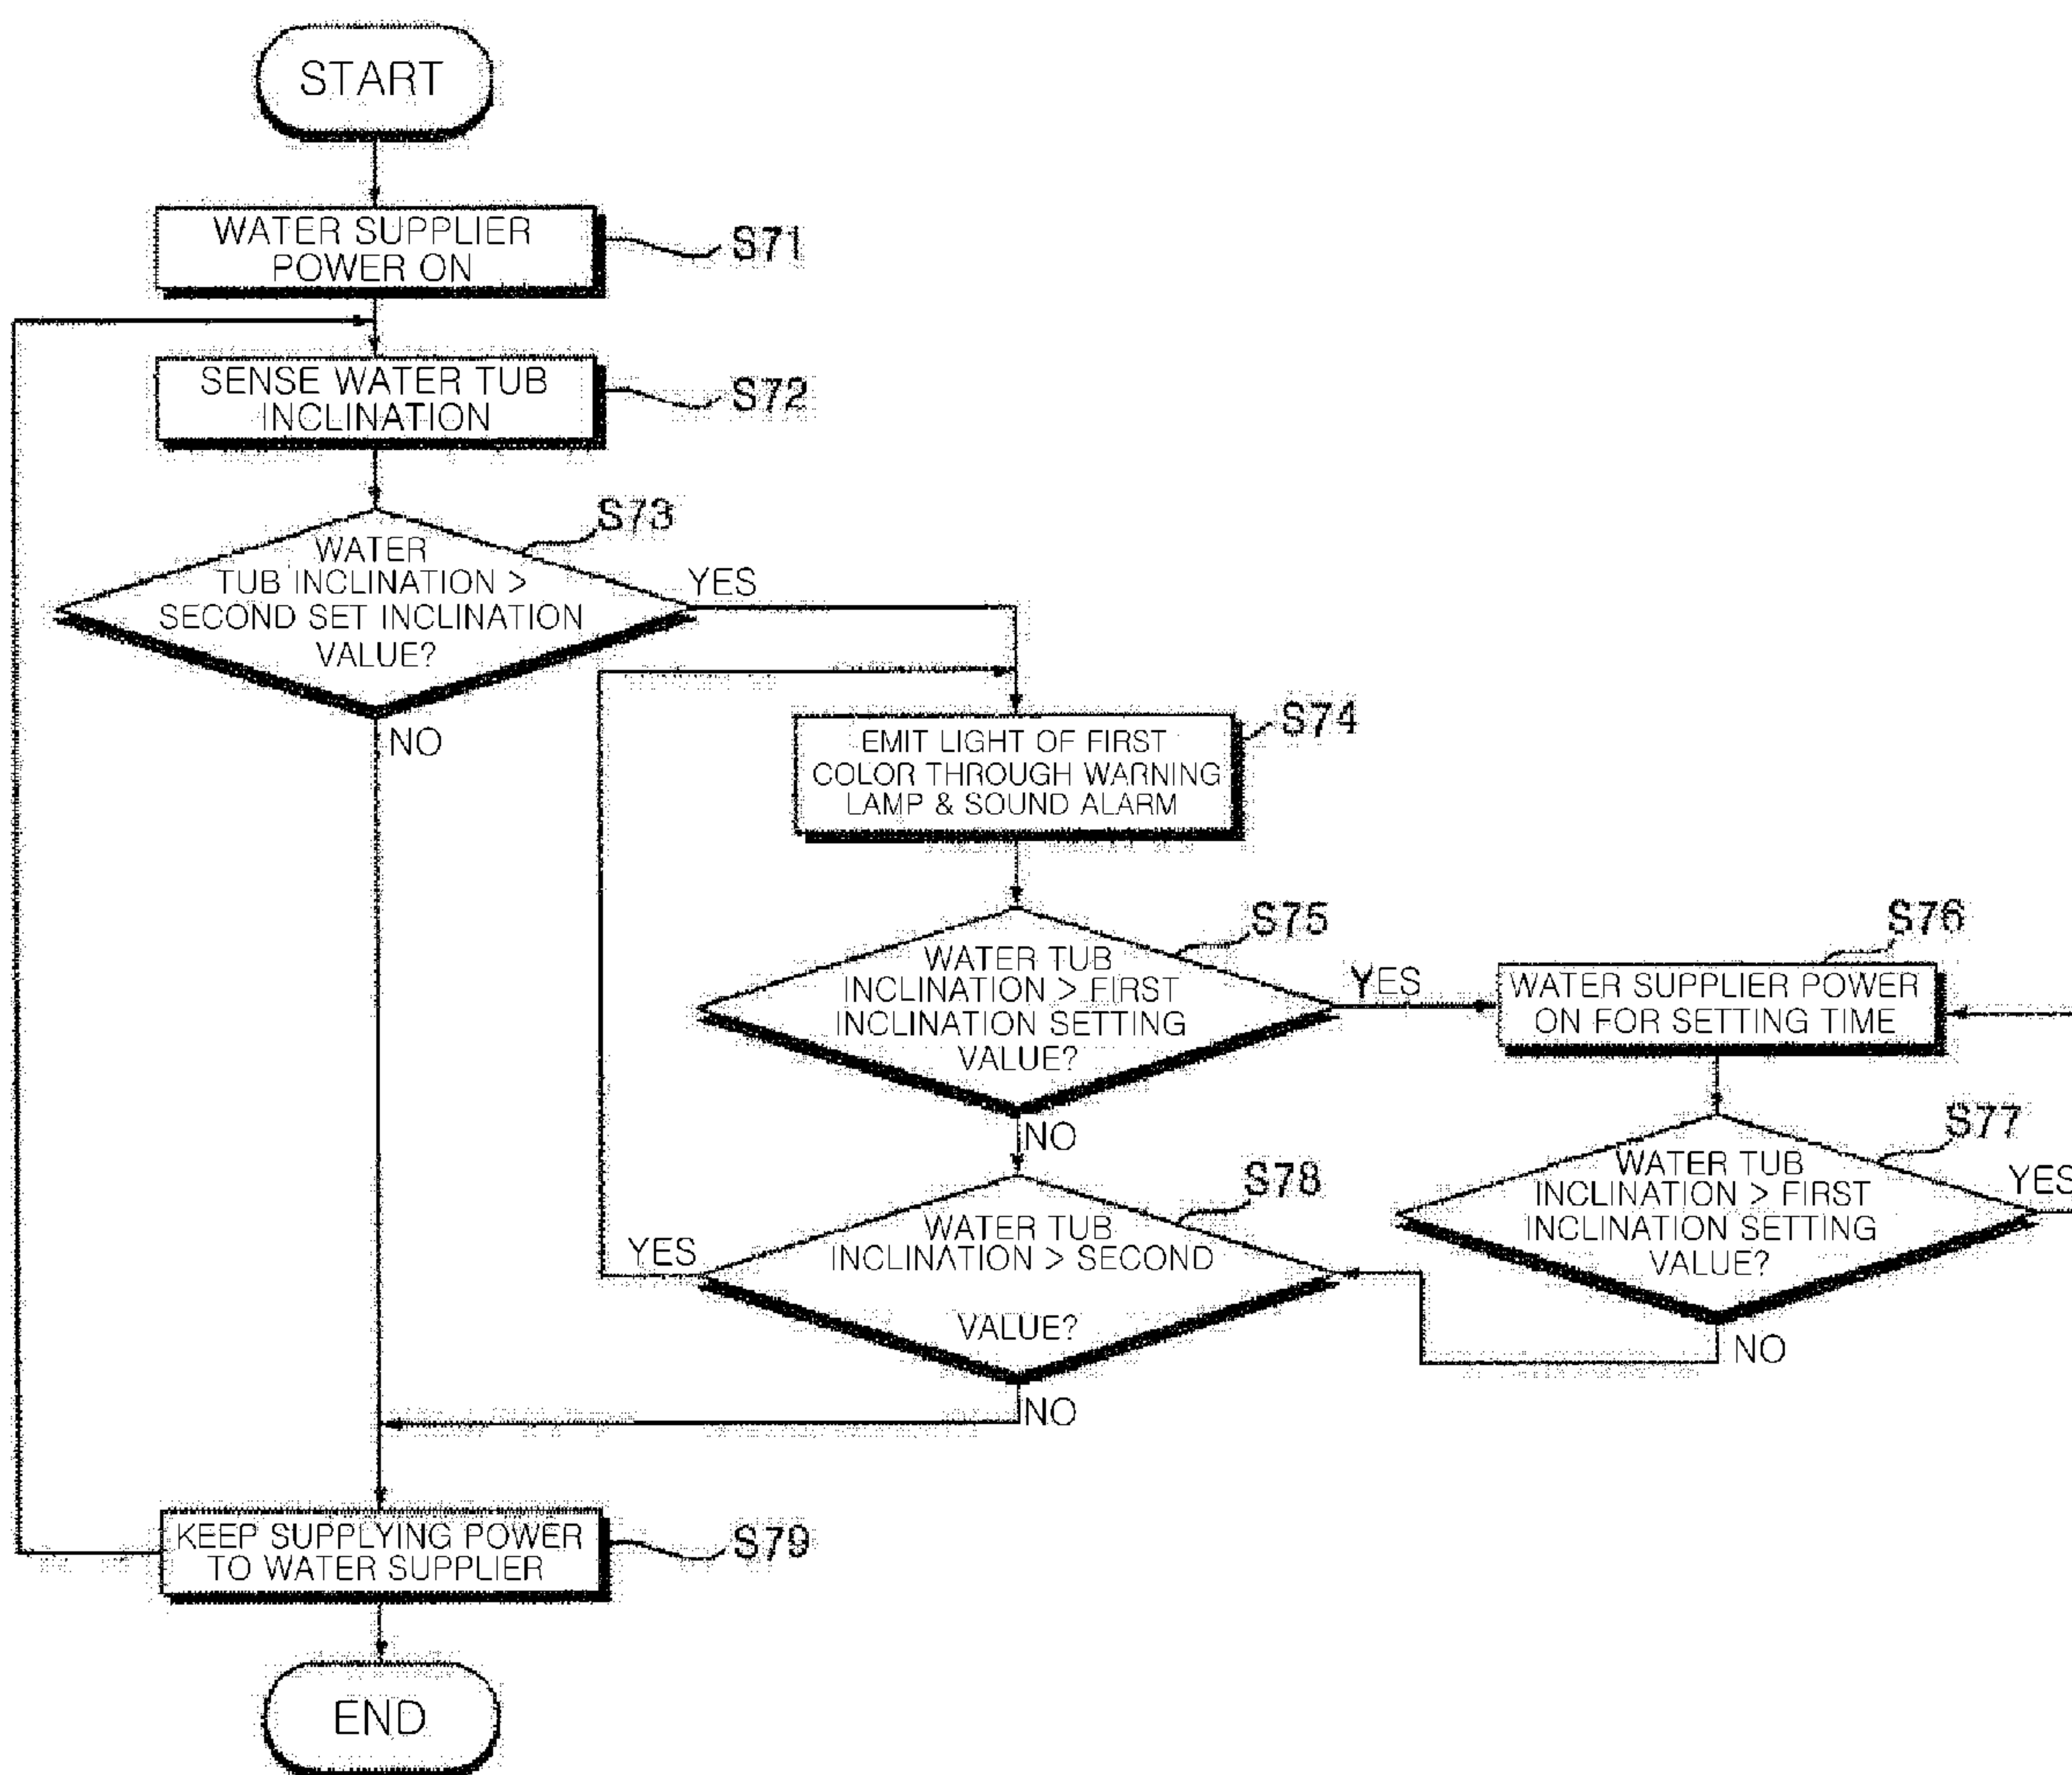 START
WATER SUPPLIER
POWER ON
S71
SENSE WATER TUB
INCLINATION
S72
S73
WATER
TUB INCLINATION >
SECOND SET INCLINATION
VALUE?
YES
NO
S74
EMIT LIGHT OF FIRST
COLOR THROUGH WARNING
LAMP & SOUND ALARM
S75
WATER TUB
INCLINATION > FIRST
INCLINATION SETTING
VALUE?
YES
NO
S76
WATER SUPPLIER POWER
ON FOR SETTING TIME
S77
WATER TUB
INCLINATION > FIRST
INCLINATION SETTING
VALUE?
YES
NO
S78
WATER TUB
INCLINATION > SECOND
VALUE?
YES
NO
KEEP SUPPLYING POWER
TO WATER SUPPLIER
S79
END